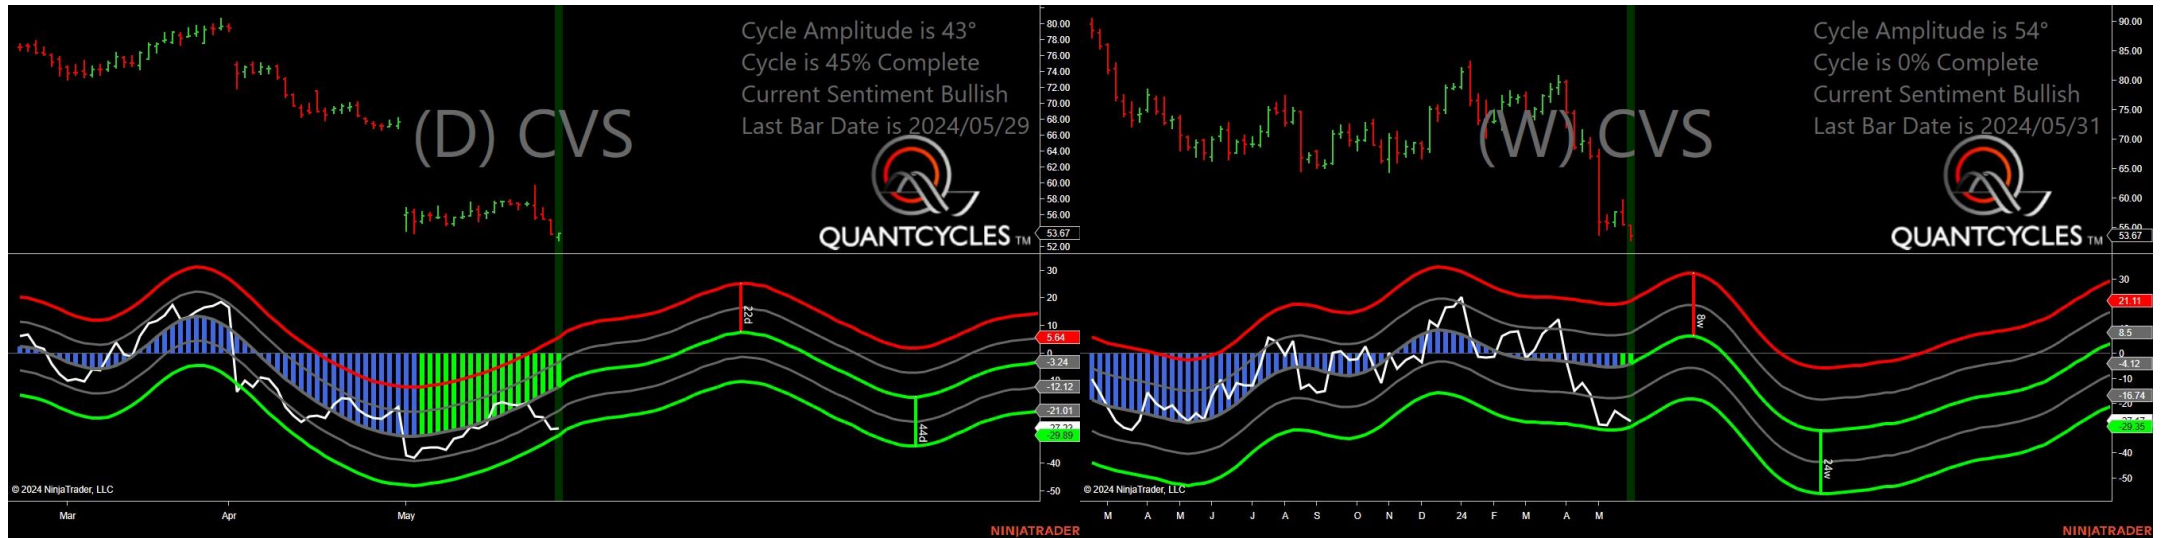 Cycle Amplitude is 43°
Cycle is 45% Complete
Current Sentiment Bullish
Last Bar Date is 2024/05/29
(D) CVS
QUANTCYCLES TM
80.00
78.00
76.00
74.00
72.00
70.00
68.00
66.00
64.00
62.00
60.00
58.00
56.00
53.67
52.00
30
20
10
5.64
0
-3.24
-12.12
-21.01
-29.89
-40
-50
22d
44d
© 2024 NinjaTrader, LLC
Mar
Apr
May
NINJATRADER
Cycle Amplitude is 54°
Cycle is 0% Complete
Current Sentiment Bullish
Last Bar Date is 2024/05/31
(W) CVS
QUANTCYCLES TM
90.00
85.00
80.00
75.00
70.00
65.00
60.00
55.00
53.67
30
21.11
8.5
0
-4.12
-10
-16.74
-20
-29.35
-40
-50
8w
24w
© 2024 NinjaTrader, LLC
M A M J J A S O N D 24 F M A M
NINJATRADER